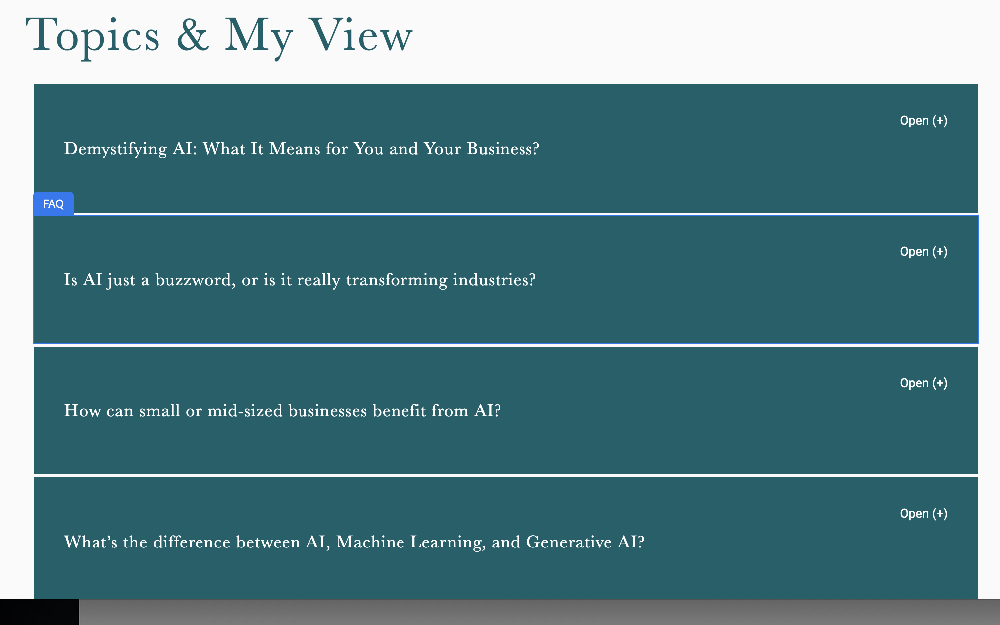 Topics & My View
Open (+)
Demystifying AI: What It Means for You and Your Business?
FAQ
Open (+)
Is AI just a buzzword, or is it really transforming industries?
Open (+)
How can small or mid-sized businesses benefit from AI?
Open (+)
What’s the difference between AI, Machine Learning, and Generative AI?